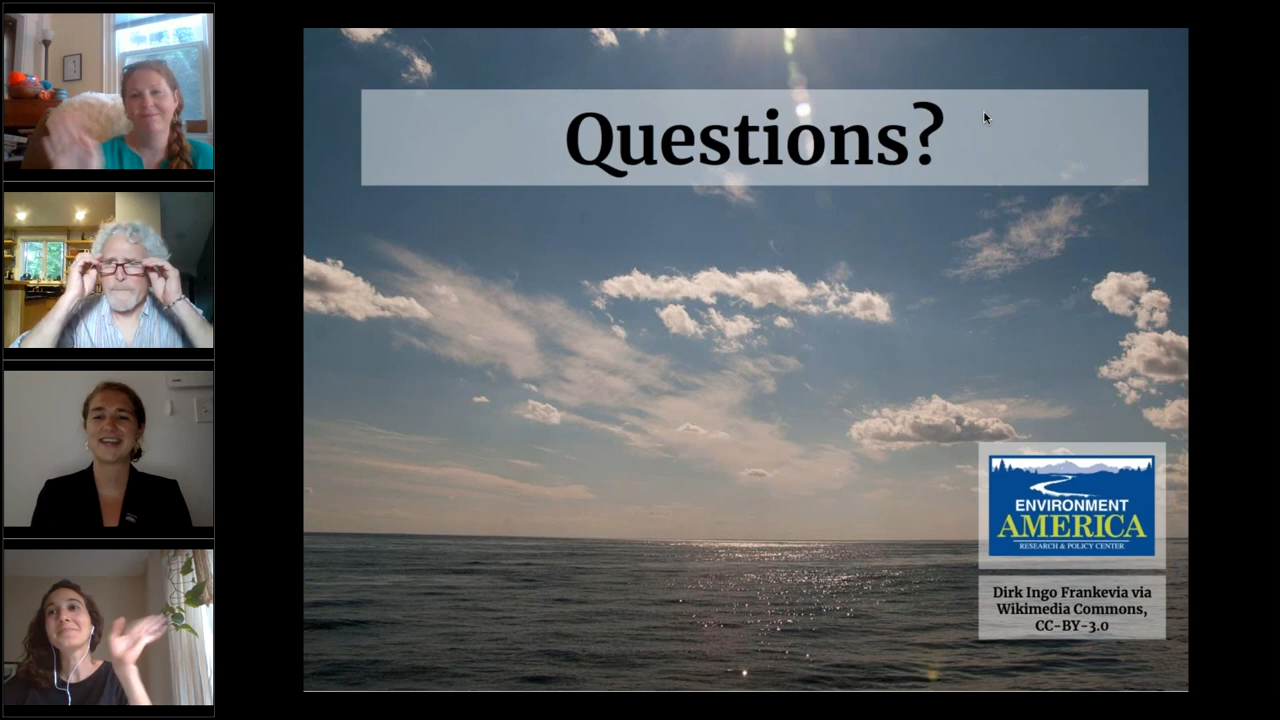 Questions?
ENVIRONMENT
AMERICA
RESEARCH & POLICY CENTER
Dirk Ingo Frankevia via
Wikimedia Commons,
CC-BY-3.0